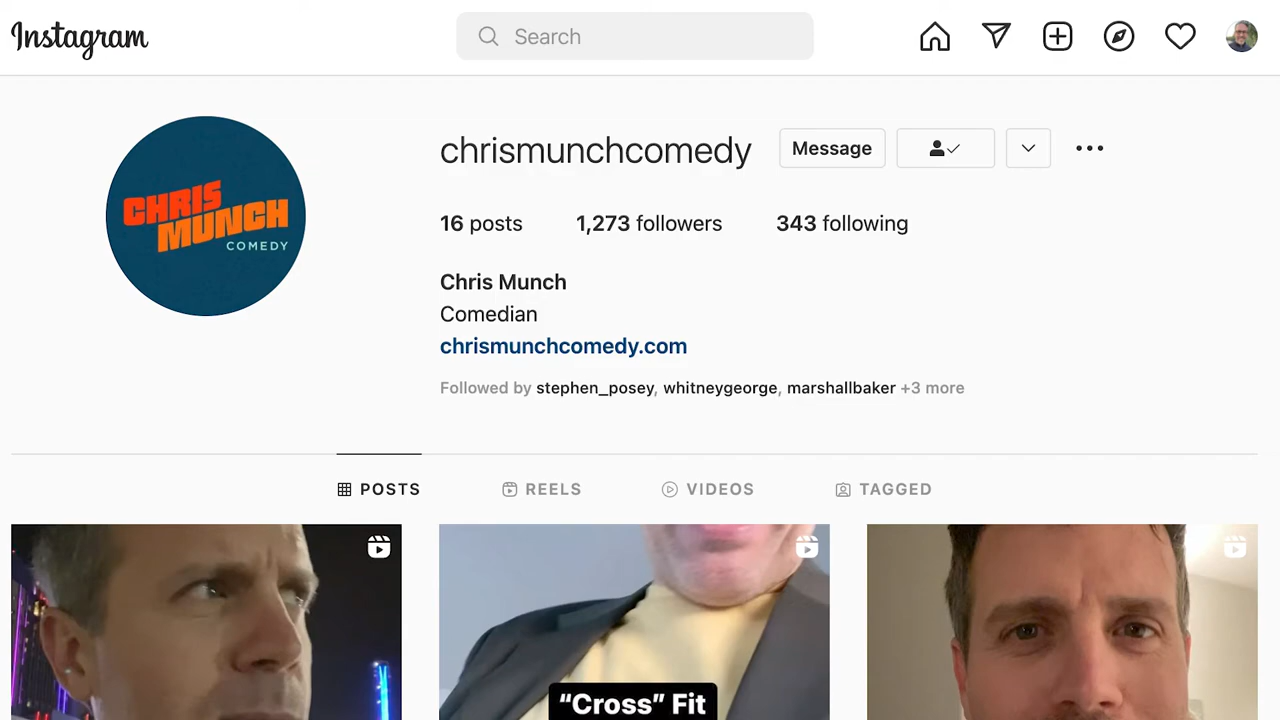 Instagram
Search
CHRIS
MUNCH
COMEDY
chrismunchcomedy
Message
16 posts
1,273 followers
343 following
Chris Munch
Comedian
chrismunchcomedy.com
Followed by stephen_posey, whitneygeorge, marshallbaker +3 more
POSTS
REELS
VIDEOS
TAGGED
“Cross” Fit